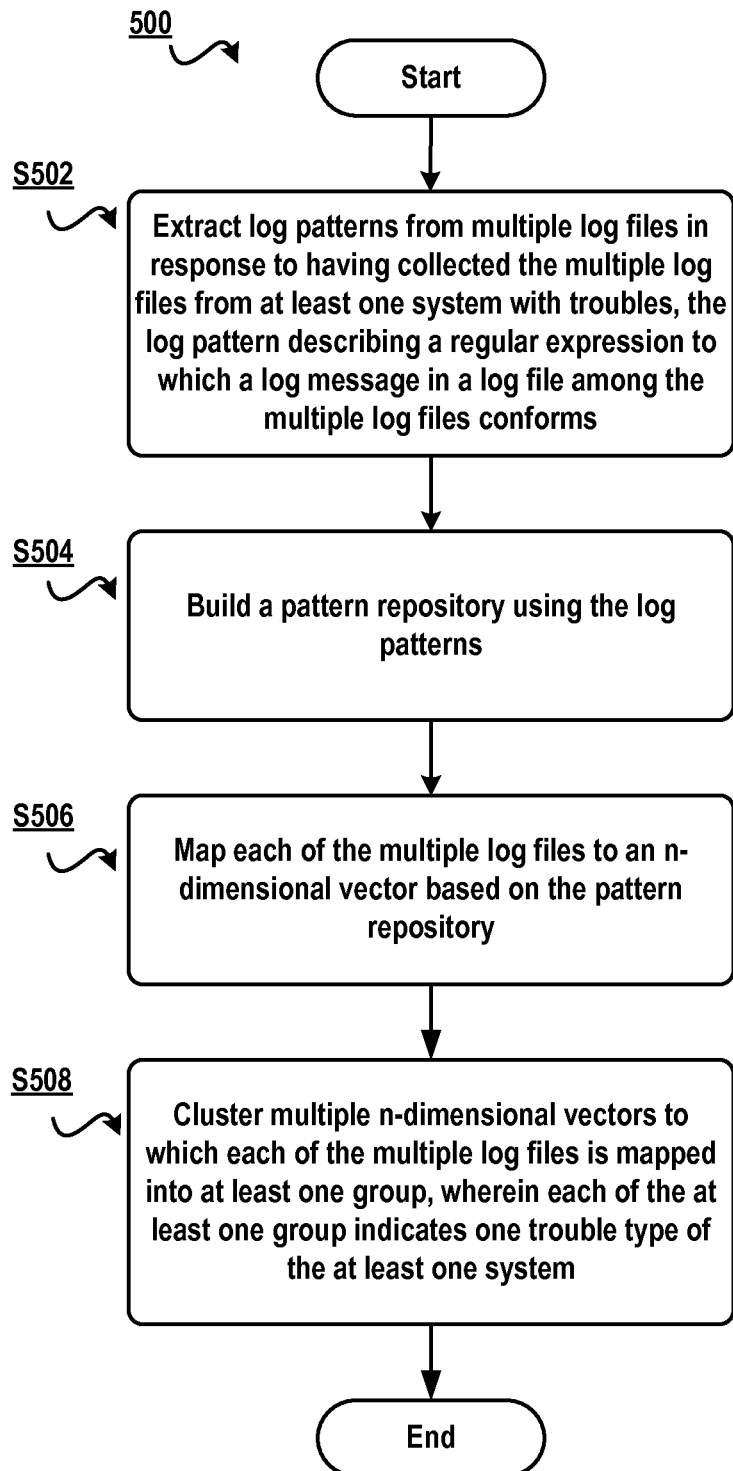 500
Start
S502
Extract log patterns from multiple log files in
response to having collected the multiple log
files from at least one system with troubles, the
log pattern describing a regular expression to
which a log message in a log file among the
multiple log files conforms
S504
Build a pattern repository using the log
patterns
S506
Map each of the multiple log files to an n-
dimensional vector based on the pattern
repository
S508
Cluster multiple n-dimensional vectors to
which each of the multiple log files is mapped
into at least one group, wherein each of the at
least one group indicates one trouble type of
the at least one system
End